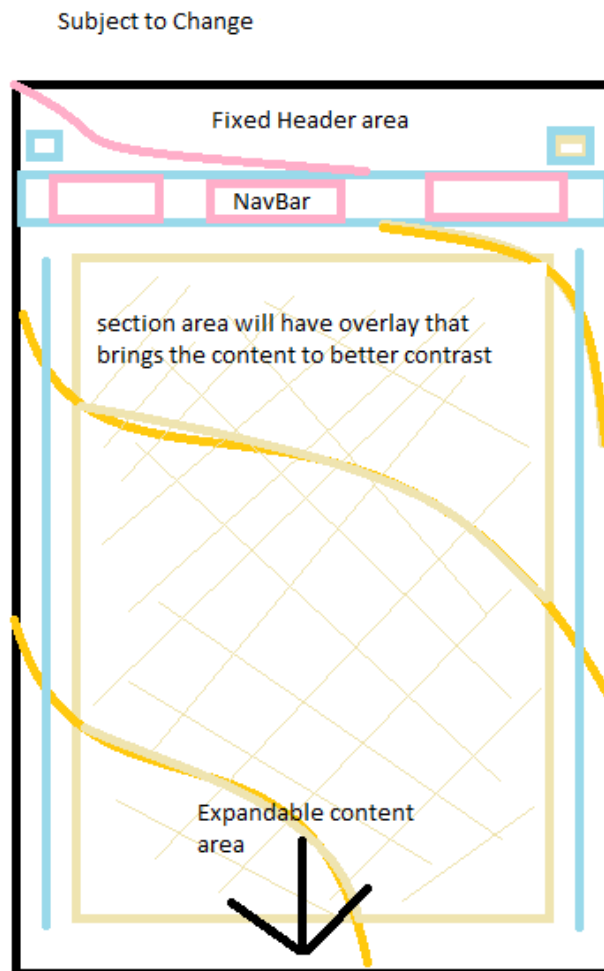 Subject to Change
Fixed Header area
NavBar
section area will have overlay that
brings the content to better contrast
Expandable content
area